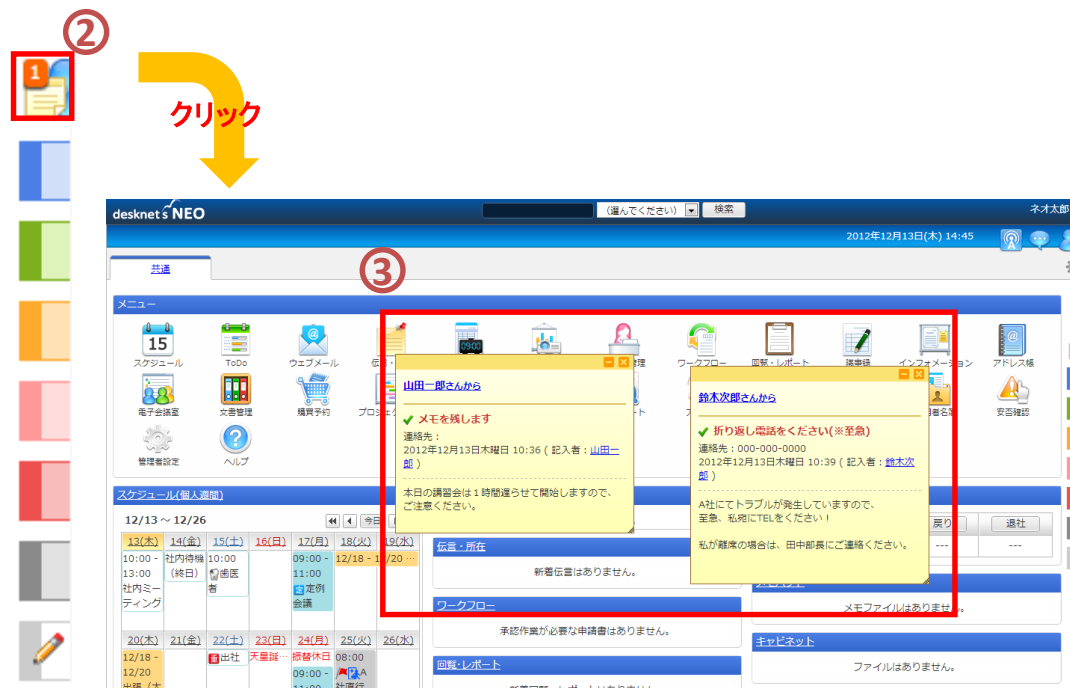 ②
1
クリック
desknet's NEO
(選んでください)
検索
ネオ太郎
2012年12月13日(木) 14:45
③
共通
メニュー
15
09:00
スケジュール
ToDo
ウェブメール
ワークフロー
回覧・レポート
議事録
インフォメーション
アドレス帳
電子会議室
文書管理
購買予約
プロジェク
安否確認
管理者設定
ヘルプ
山田一郎さんから
メモを残します
連絡先：
2012年12月13日木曜日 10:36 ( 記入者：山田一
郎 )
本日の講習会は１時間遅らせて開始しますので、
ご注意ください。
鈴木次郎さんから
折り返し電話をください(※至急)
連絡先：000-000-0000
2012年12月13日木曜日 10:39 ( 記入者：鈴木次
郎 )
A社にてトラブルが発生していますので、
至急、私宛にTELをください！
私が離席の場合は、田中部長にご連絡ください。
スケジュール(個人週間)
12/13 ～ 12/26
今日
13(木) 14(金) 15(土) 16(日) 17(月) 18(火) 19(水)
10:00 - 13:00 社内ミーティング
社内待機 (終日)
10:00 歯医者
09:00 - 11:00 定例会議
12/18 - 12/20 …
20(木) 21(金) 22(土) 23(日) 24(月) 25(火) 26(水)
12/18 - 12/20
出社
天皇誕…
振替休日
09:00 -
08:00
戻り
退社
---
---
伝言・所在
新着伝言はありません。
ワークフロー
承認作業が必要な申請書はありません。
回覧・レポート
メモファイルはありません。
キャビネット
ファイルはありません。